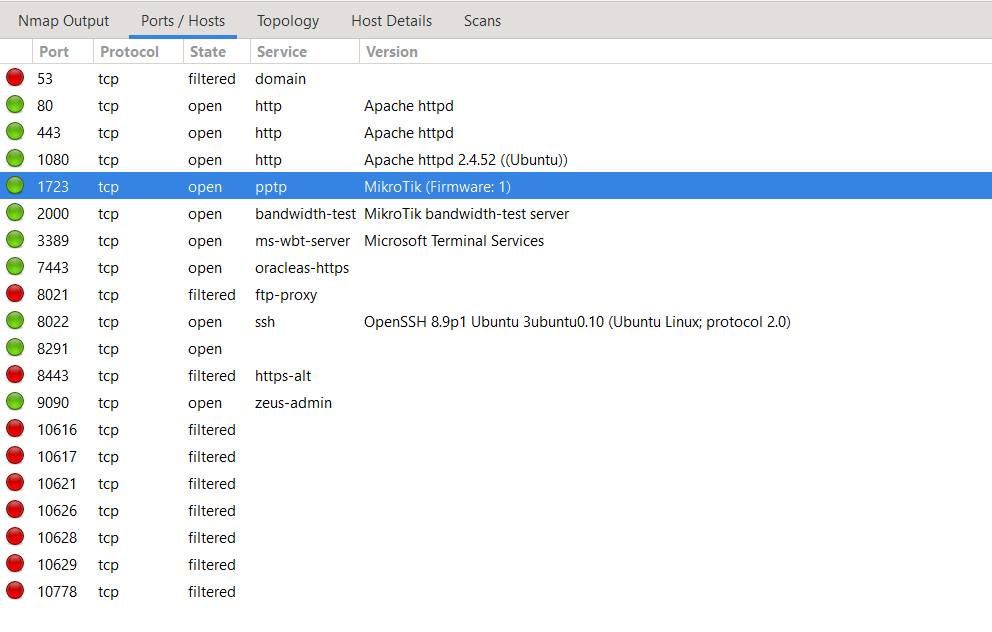 Nmap Output Ports / Hosts Topology Host Details Scans
Port Protocol State Service Version
53 tcp filtered domain
80 tcp open http Apache httpd
443 tcp open http Apache httpd
1080 tcp open http Apache httpd 2.4.52 ((Ubuntu))
1723 tcp open pptp MikroTik (Firmware: 1)
2000 tcp open bandwidth-test MikroTik bandwidth-test server
3389 tcp open ms-wbt-server Microsoft Terminal Services
7443 tcp open oracleas-https
8021 tcp filtered ftp-proxy
8022 tcp open ssh OpenSSH 8.9p1 Ubuntu 3ubuntu0.10 (Ubuntu Linux; protocol 2.0)
8291 tcp open
8443 tcp filtered https-alt
9090 tcp open zeus-admin
10616 tcp filtered
10617 tcp filtered
10621 tcp filtered
10626 tcp filtered
10628 tcp filtered
10629 tcp filtered
10778 tcp filtered